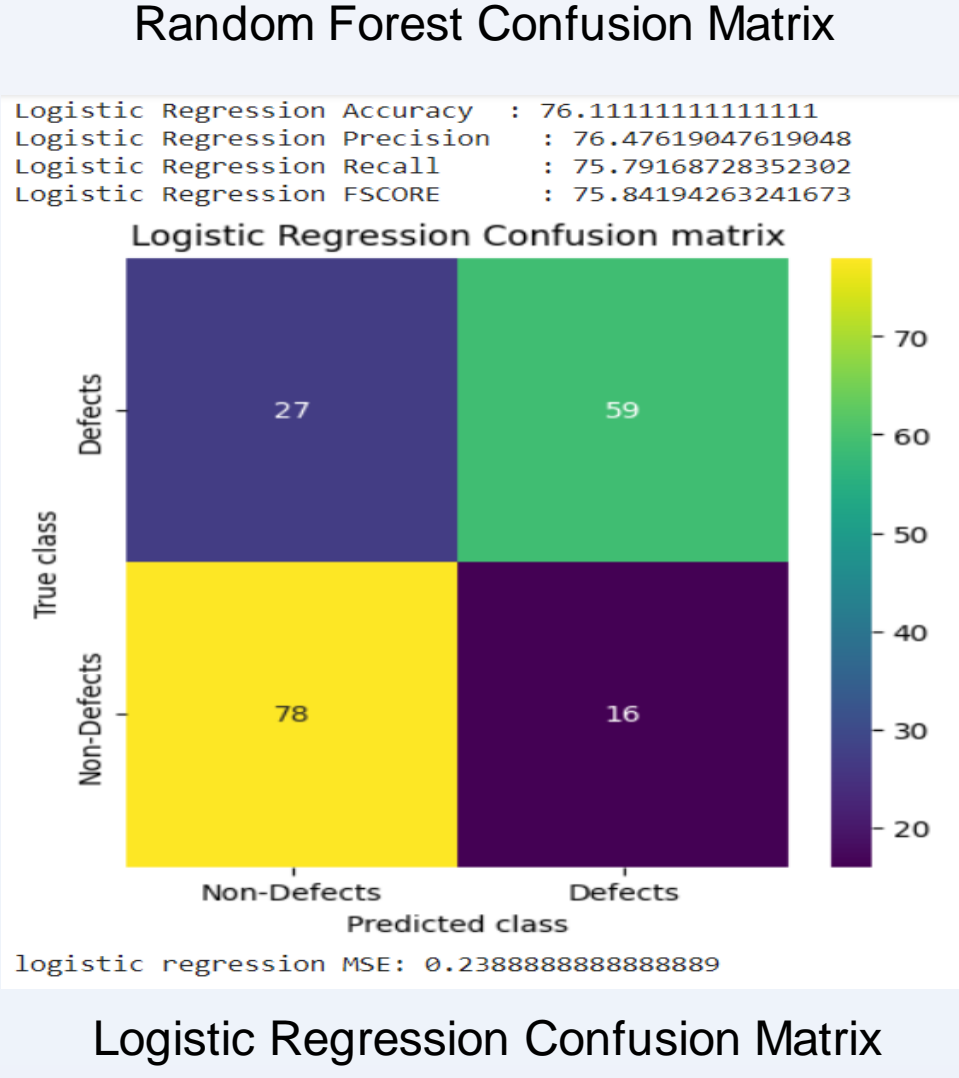 Random Forest Confusion Matrix
Logistic Regression Accuracy : 76.11111111111111
Logistic Regression Precision : 76.47619047619048
Logistic Regression Recall : 75.79168728352302
Logistic Regression FSCORE : 75.84194263241673
Logistic Regression Confusion matrix
70
60
50
40
30
20
Defects
27
59
True class
Non-Defects
78
16
Non-Defects
Defects
Predicted class
logistic regression MSE: 0.2388888888888889
Logistic Regression Confusion Matrix